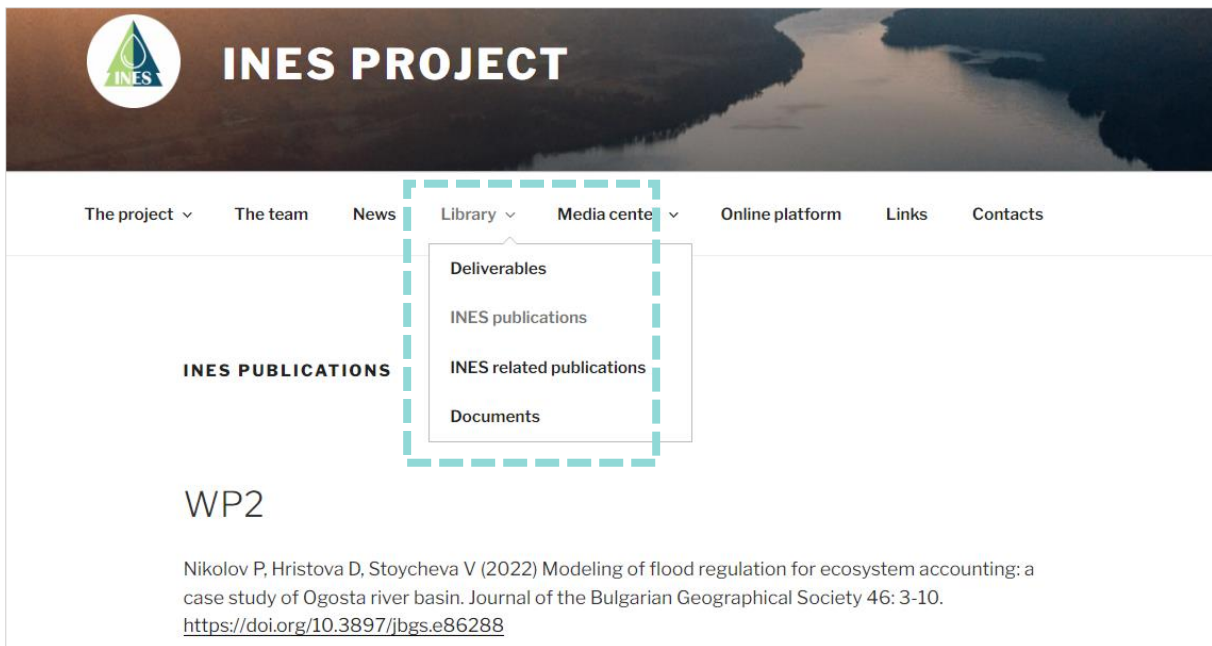 INES
INES PROJECT
The project The team News Library Media center Online platform Links Contacts
Deliverables
INES publications
INES related publications
Documents
INES PUBLICATIONS
WP2
Nikolov P, Hristova D, Stoycheva V (2022) Modeling of flood regulation for ecosystem accounting: a
case study of Ogosta river basin. Journal of the Bulgarian Geographical Society 46: 3-10.
https://doi.org/10.3897/jbgs.e86288